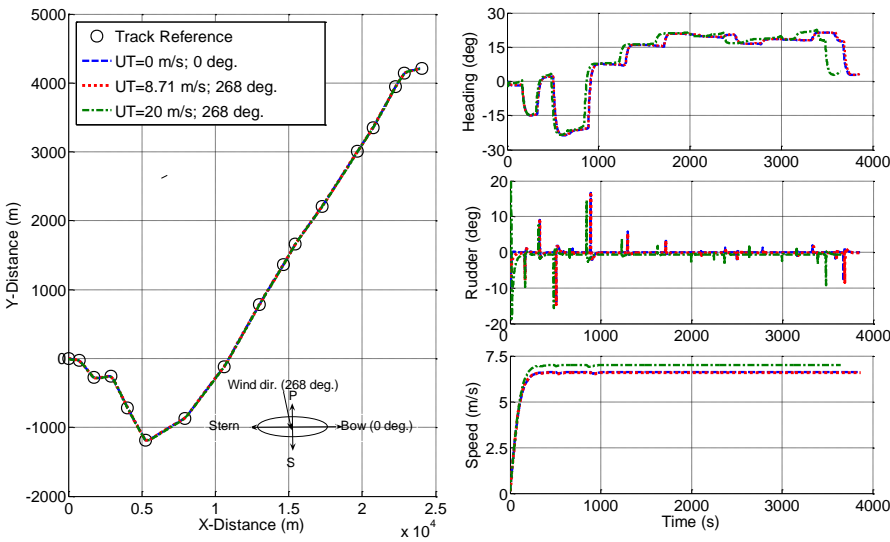 5000
4000
3000
2000
1000
0
-1000
-2000
Y-Distance (m)
0
0.5
1
1.5
2
2.5
x 10^4
X-Distance (m)
Track Reference
UT=0 m/s; 0 deg.
UT=8.71 m/s; 268 deg.
UT=20 m/s; 268 deg.
Wind dir. (268 deg.)
P
Stern
Bow (0 deg.)
S
30
15
0
-15
-30
Heading (deg)
0
1000
2000
3000
4000
20
10
0
-10
-20
Rudder (deg)
0
1000
2000
3000
4000
7.5
5
2.5
0
Speed (m/s)
0
1000
2000
3000
4000
Time (s)